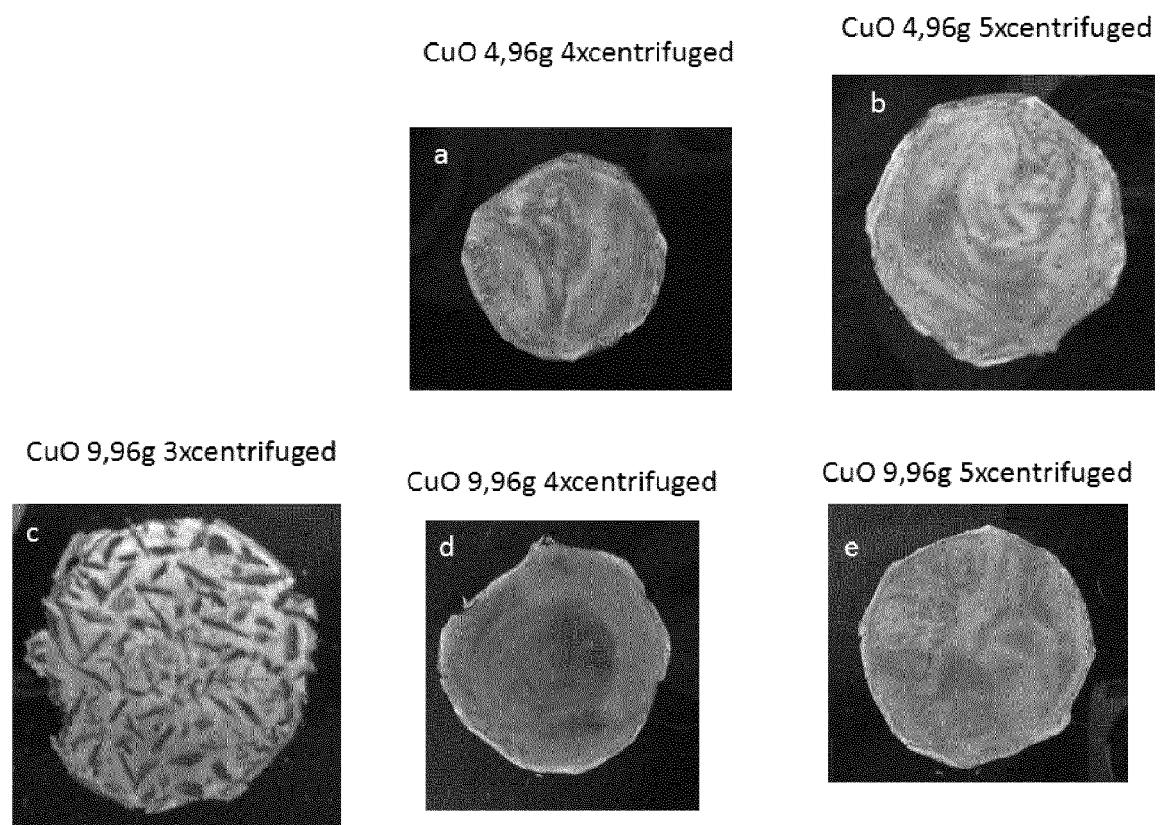 CuO 4,96g 4xcentrifuged
CuO 4,96g 5xcentrifuged
a
b
CuO 9,96g 3xcentrifuged
CuO 9,96g 4xcentrifuged
CuO 9,96g 5xcentrifuged
c
d
e